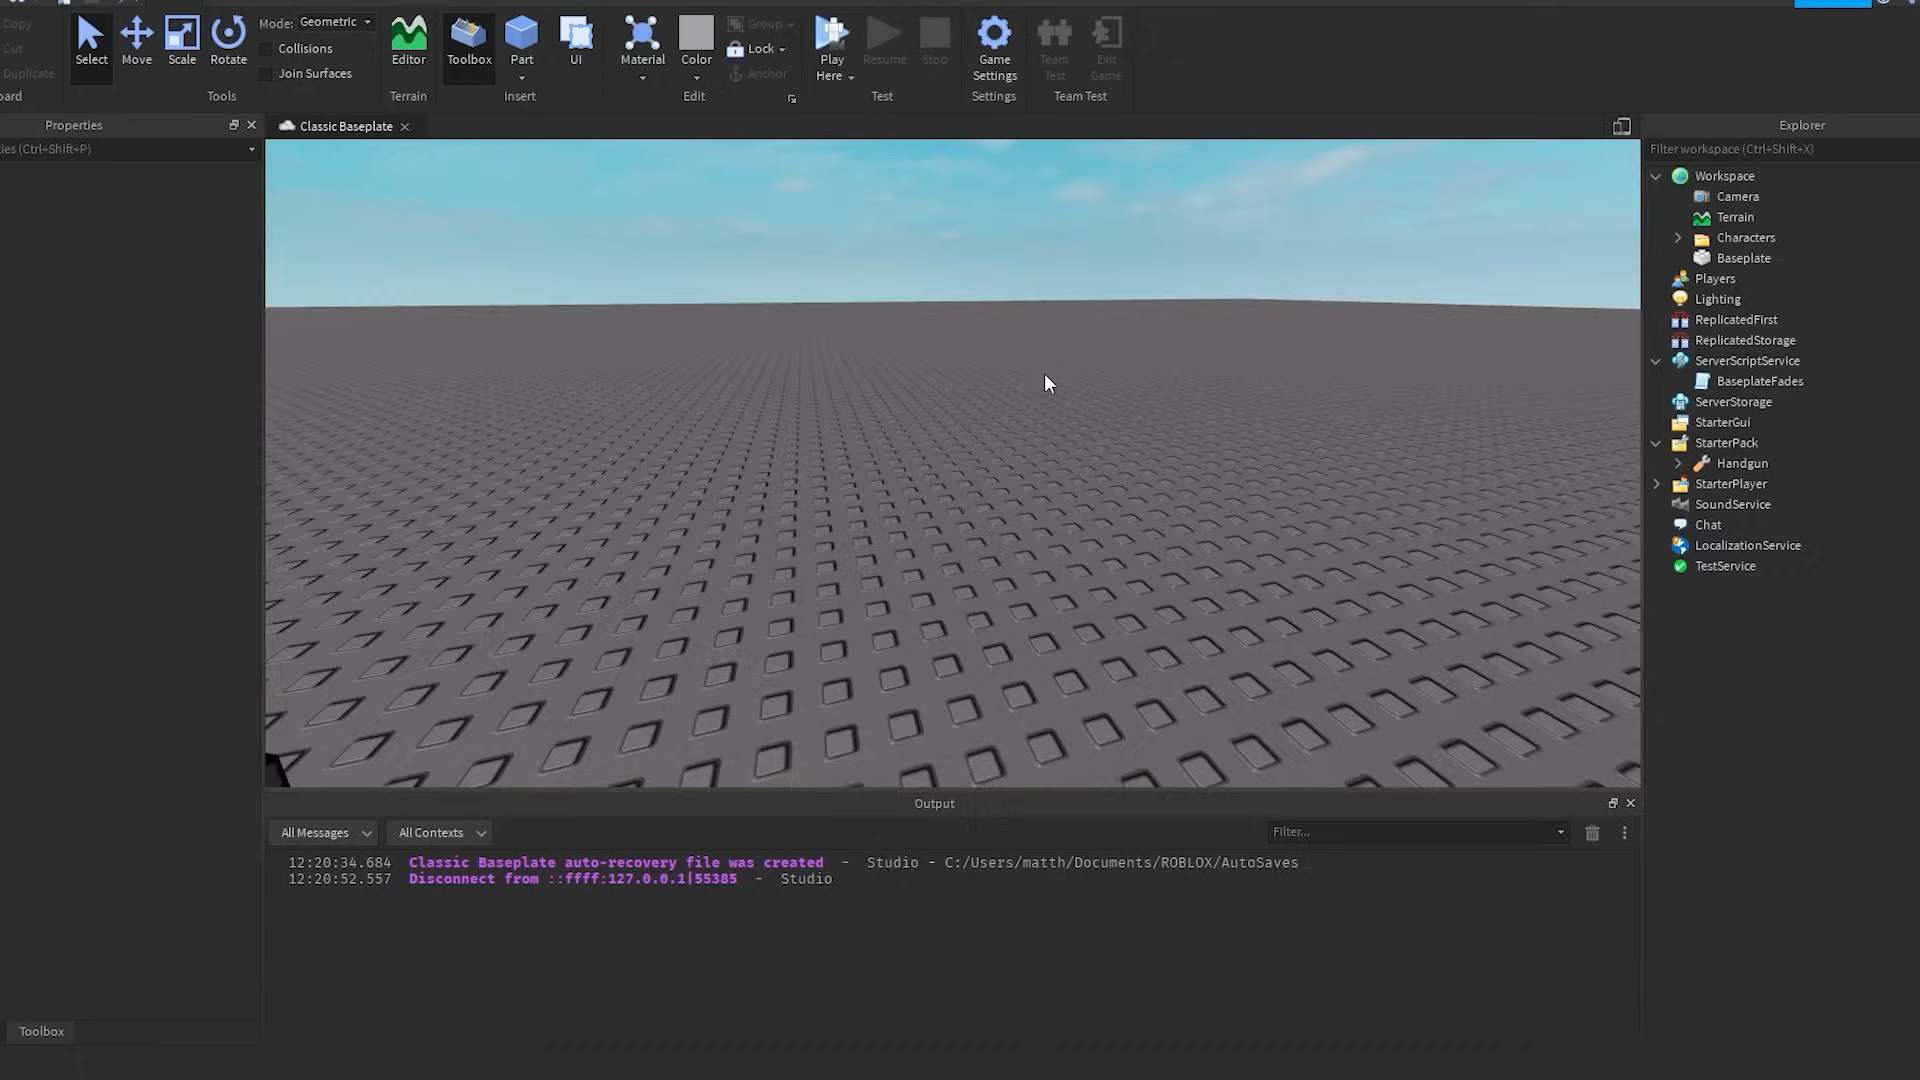 Copy
Cut
Duplicate
oard
Select
Move
Scale
Rotate
Mode: Geometric
Collisions
Join Surfaces
Tools
Editor
Terrain
Toolbox
Part
UI
Insert
Material
Color
Group
Lock
Anchor
Edit
Play Here
Resume
Stop
Test
Game Settings
Settings
Team Test
Exit Game
Team Test
Properties
ies (Ctrl+Shift+P)
Classic Baseplate
Explorer
Filter workspace (Ctrl+Shift+X)
Workspace
Camera
Terrain
Characters
Baseplate
Players
Lighting
ReplicatedFirst
ReplicatedStorage
ServerScriptService
BaseplateFades
ServerStorage
StarterGui
StarterPack
Handgun
StarterPlayer
SoundService
Chat
LocalizationService
TestService
Output
All Messages
All Contexts
Filter...
12:20:34.684 Classic Baseplate auto-recovery file was created - Studio - C:/Users/matth/Documents/ROBLOX/AutoSaves
12:20:52.557 Disconnect from ::ffff:127.0.0.1|55385 - Studio
Toolbox